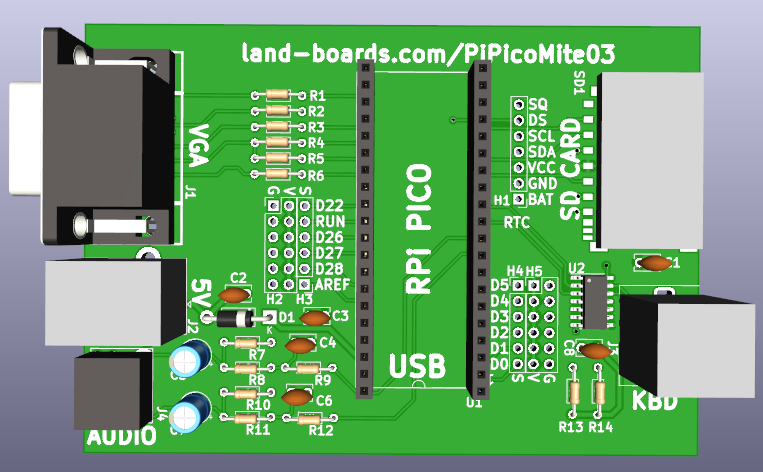 land-boards.com/PiPicoMite03
SD1
R1
R2
R3
R4
R5
R6
VGA
J1
SQ
DS
SCL
SDA
VCC
GND
H1 BAT
RTC
SD CARD
RPi PICO
G V S
D22
RUN
D26
D27
D28
AREF
H2 H3
C2
5V
J2
D1
K
C3
C4
R7
R8
R9
R10
C6
R11
R12
J4
AUDIO
USB
U1
H4 H5
D5
D4
D3
D2
D1
D0
S V G
U2
C1
C8
KBD
R13 R14